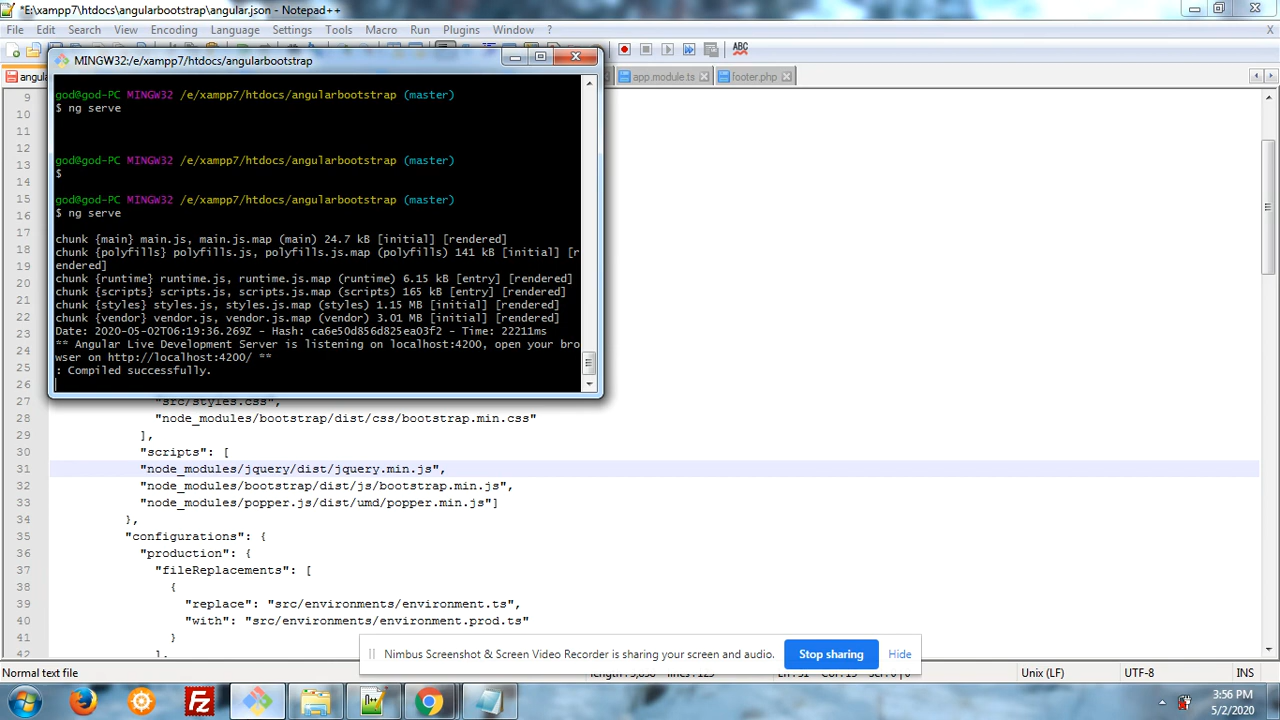 *E:\xampp7\htdocs\angularbootstrap\angular.json - Notepad++
File Edit Search View Encoding Language Settings Tools Macro Run Plugins Window ? X
ABC
MINGW32:/e/xampp7/htdocs/angularbootstrap
angula
app.module.ts
footer.php
god@god-PC MINGW32 /e/xampp7/htdocs/angularbootstrap (master)
$ ng serve
god@god-PC MINGW32 /e/xampp7/htdocs/angularbootstrap (master)
$
god@god-PC MINGW32 /e/xampp7/htdocs/angularbootstrap (master)
$ ng serve
chunk {main} main.js, main.js.map (main) 24.7 kB [initial] [rendered]
chunk {polyfills} polyfills.js, polyfills.js.map (polyfills) 141 kB [initial] [r
endered]
chunk {runtime} runtime.js, runtime.js.map (runtime) 6.15 kB [entry] [rendered]
chunk {scripts} scripts.js, scripts.js.map (scripts) 165 kB [entry] [rendered]
chunk {styles} styles.js, styles.js.map (styles) 1.15 MB [initial] [rendered]
chunk {vendor} vendor.js, vendor.js.map (vendor) 3.01 MB [initial] [rendered]
Date: 2020-05-02T06:19:36.269Z - Hash: ca6e50d856d825ea03f2 - Time: 22211ms
** Angular Live Development Server is listening on localhost:4200, open your bro
wser on http://localhost:4200/ **
: Compiled successfully.
9
10
11
12
13
14
15
16
17
18
19
20
21
22
23
24
25
26
27 "src/styles.css",
28 "node_modules/bootstrap/dist/css/bootstrap.min.css"
29 ],
30 "scripts": [
31 "node_modules/jquery/dist/jquery.min.js",
32 "node_modules/bootstrap/dist/js/bootstrap.min.js",
33 "node_modules/popper.js/dist/umd/popper.min.js"]
34 },
35 "configurations": {
36 "production": {
37 "fileReplacements": [
38 {
39 "replace": "src/environments/environment.ts",
40 "with": "src/environments/environment.prod.ts"
41 }
42 ],
Nimbus Screenshot & Screen Video Recorder is sharing your screen and audio. Stop sharing Hide
Normal text file Unix (LF) UTF-8 INS
3:56 PM
5/2/2020